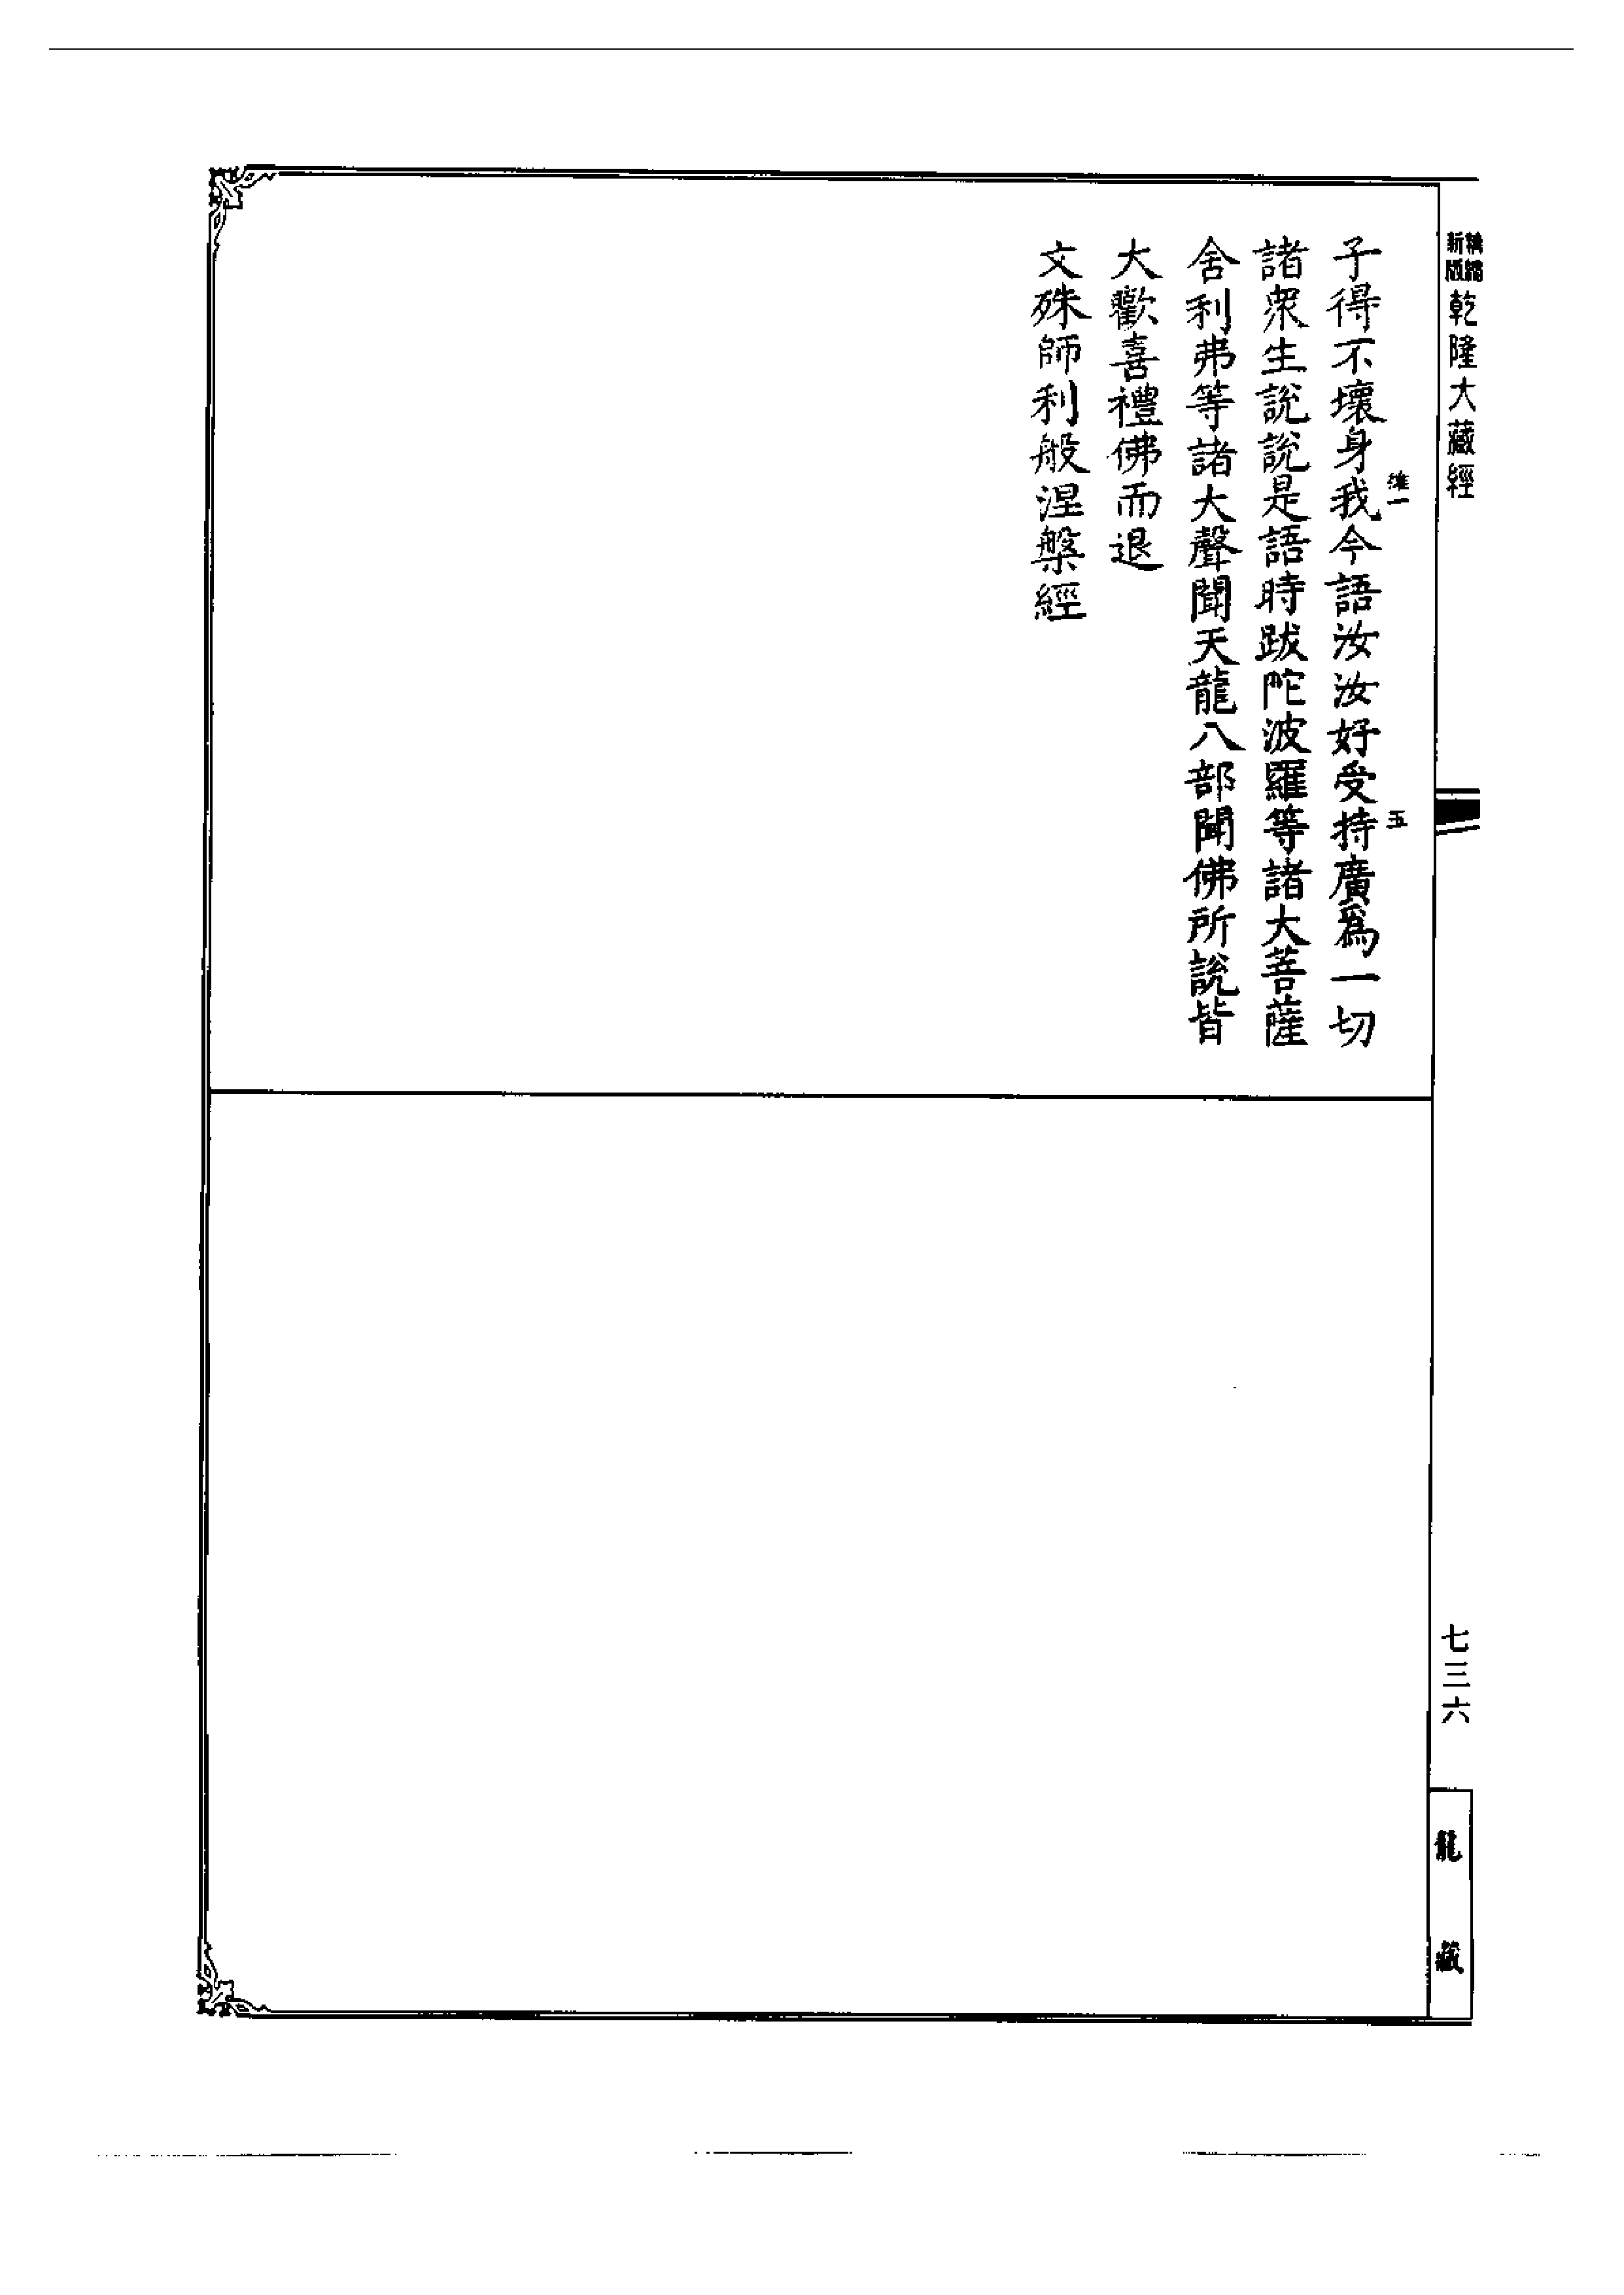 新版
精縮
乾隆大藏經
維一
五
子得不壞身我今語汝汝好受持廣爲一切
諸衆生說說是語時跋陀波羅等諸大菩薩
舍利弗等諸大聲聞天龍八部聞佛所說皆
大歡喜禮佛而退
文殊師利般涅槃經
七三六
龍藏